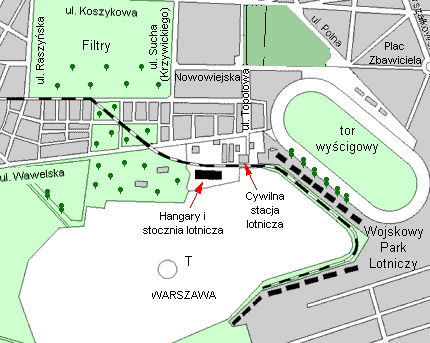 ul. Koszykowa
ul. Raszyńska
Filtry
ul. Sucha
(Krzywickiego)
ul. Polna
Plac
Zbawiciela
Nowowiejska
ul. Topolowa
tor
wyścigowy
ul. Wawelska
Hangary i
stocznia lotnicza
Cywilna
stacja
lotnicza
Wojskowy
Park
Lotniczy
T
WARSZAWA